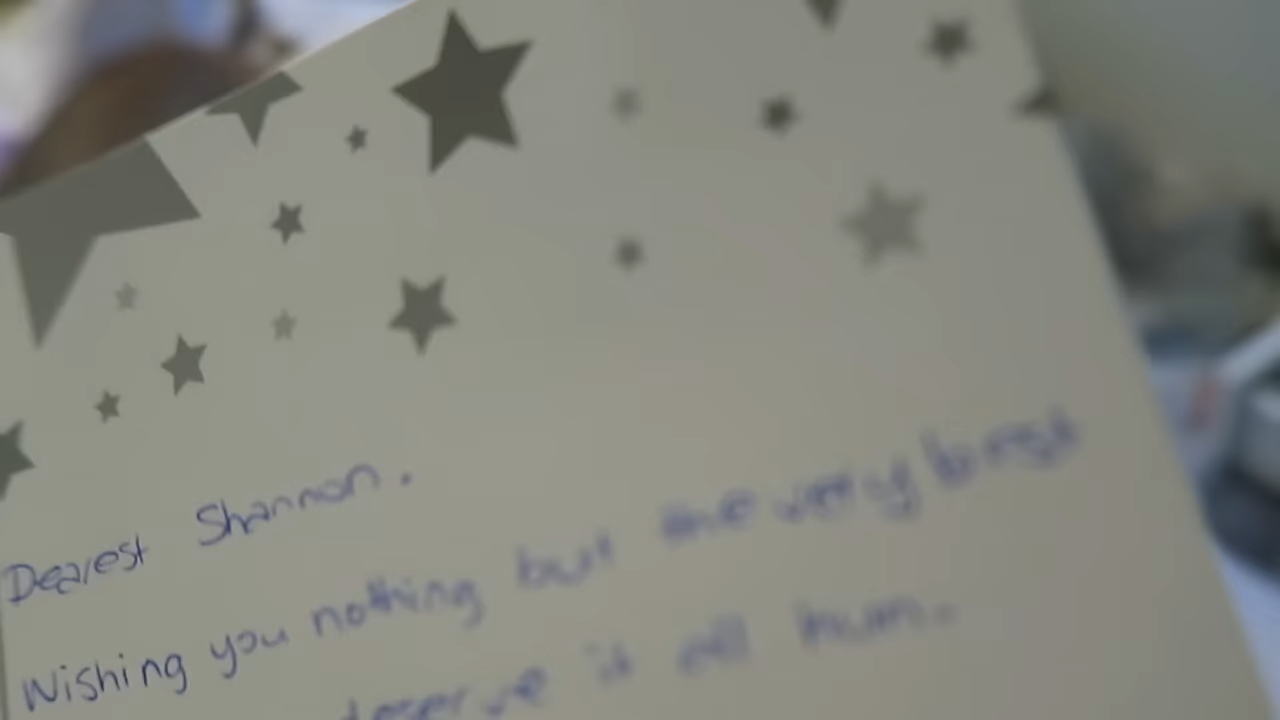 Dearest Shannon.
Wishing you nothing but the very best
deserve it all hun.